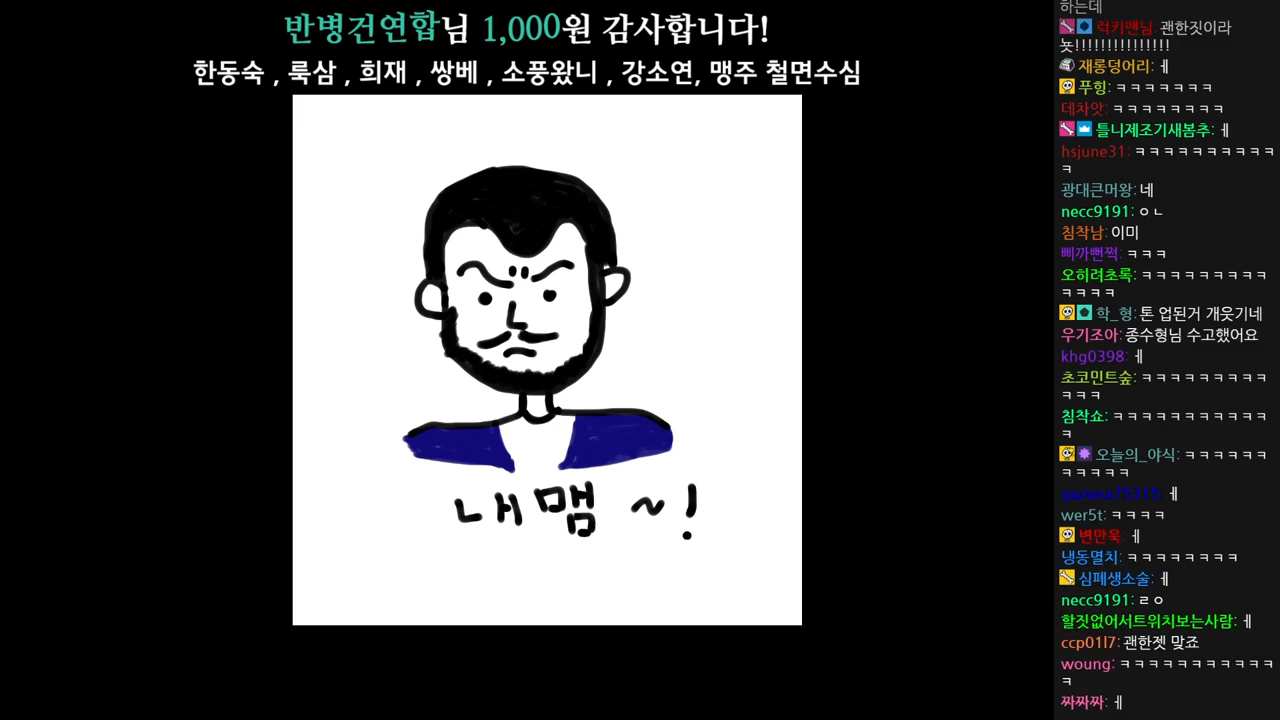 반병건연합님 1,000원 감사합니다!
한동숙 , 룩삼 , 희재 , 쌍베 , 소풍왔니 , 강소연, 맹주 철면수심
내맴 ~!
하는데
럭키맨님 괜한짓이라
뇻!!!!!!!!!!!!!!!
재롱덩어리: ㅔ
푸힝: ㅋㅋㅋㅋㅋㅋㅋ
데차앗: ㅋㅋㅋㅋㅋㅋㅋㅋ
틀니제조기새봄추: ㅔ
hsjune31: ㅋㅋㅋㅋㅋㅋㅋㅋㅋㅋ
ㅋ
광대큰머왕: 네
necc9191: ㅇㄴ
침착남: 이미
삐까뻔쩍: ㅋㅋㅋ
오히려초록: ㅋㅋㅋㅋㅋㅋㅋㅋㅋ
ㅋㅋㅋㅋ
학_형: 톤 업된거 개웃기네
우기조아: 종수형님 수고했어요
khg0398: ㅔ
초코민트숲: ㅋㅋㅋㅋㅋㅋㅋㅋㅋ
ㅋㅋㅋ
침착쇼: ㅋㅋㅋㅋㅋㅋㅋㅋㅋㅋㅋ
ㅋ
오늘의_야식: ㅋㅋㅋㅋㅋㅋ
ㅋㅋㅋㅋㅋ
ㅔ
wer5t: ㅋㅋㅋㅋ
변만욱: ㅔ
냉동멸치: ㅋㅋㅋㅋㅋㅋㅋㅋ
심폐생소술: ㅔ
necc9191: ㄹㅇ
할짓없어서트위치보는사람: ㅔ
ccp01l7: 괜한젯 맞죠
woung: ㅋㅋㅋㅋㅋㅋㅋㅋㅋㅋㅋ
ㅋ
짜짜짜: ㅔ